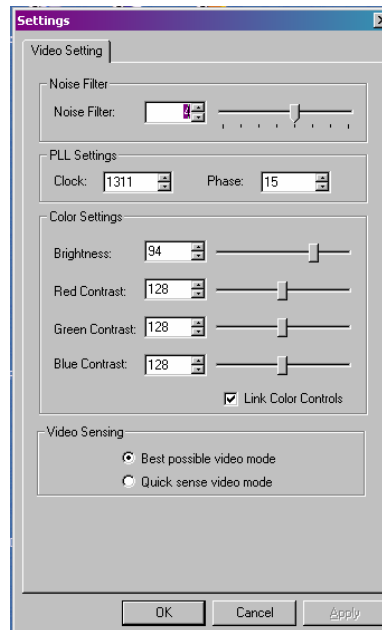 Settings
Video Setting
Noise Filter
Noise Filter: 4
PLL Settings
Clock: 1311 Phase: 15
Color Settings
Brightness: 94
Red Contrast: 128
Green Contrast: 128
Blue Contrast: 128
Link Color Controls
Video Sensing
Best possible video mode
Quick sense video mode
OK Cancel Apply